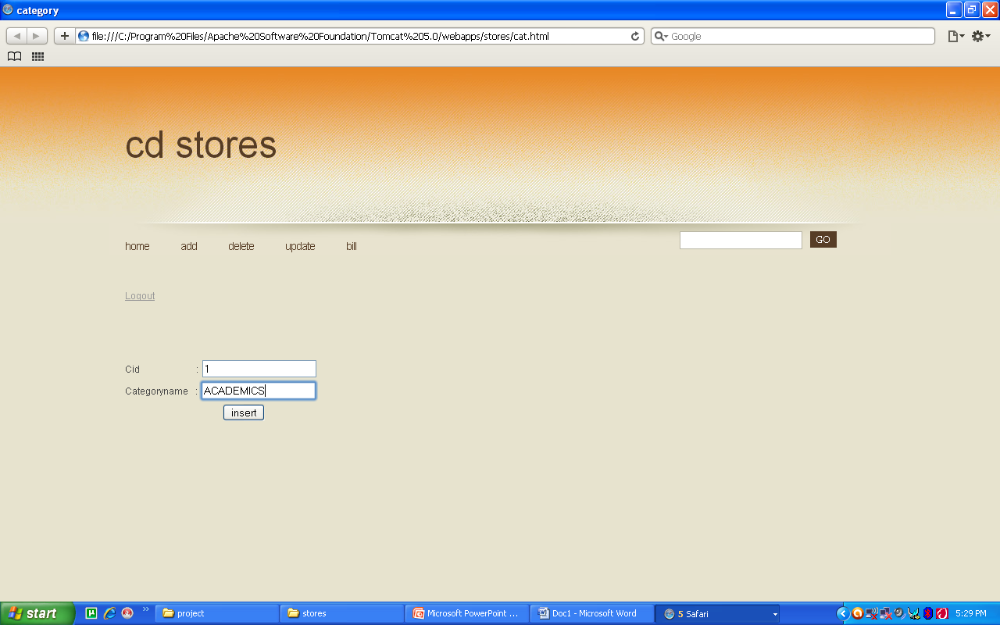 category
file:///C:/Program%20Files/Apache%20Software%20Foundation/Tomcat%205.0/webapps/stores/cat.html
Google
cd stores
home add delete update bill
GO
Logout
Cid : 1
Categoryname : ACADEMICS
insert
start project stores Microsoft PowerPoint ... Doc1 - Microsoft Word 5 Safari 5:29 PM